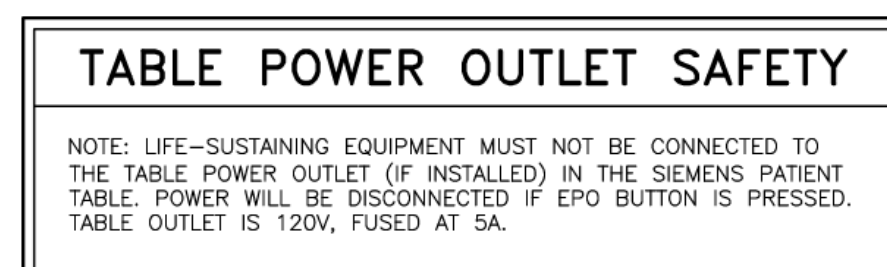 TABLE POWER OUTLET SAFETY
NOTE: LIFE-SUSTAINING EQUIPMENT MUST NOT BE CONNECTED TO
THE TABLE POWER OUTLET (IF INSTALLED) IN THE SIEMENS PATIENT
TABLE. POWER WILL BE DISCONNECTED IF EPO BUTTON IS PRESSED.
TABLE OUTLET IS 120V, FUSED AT 5A.